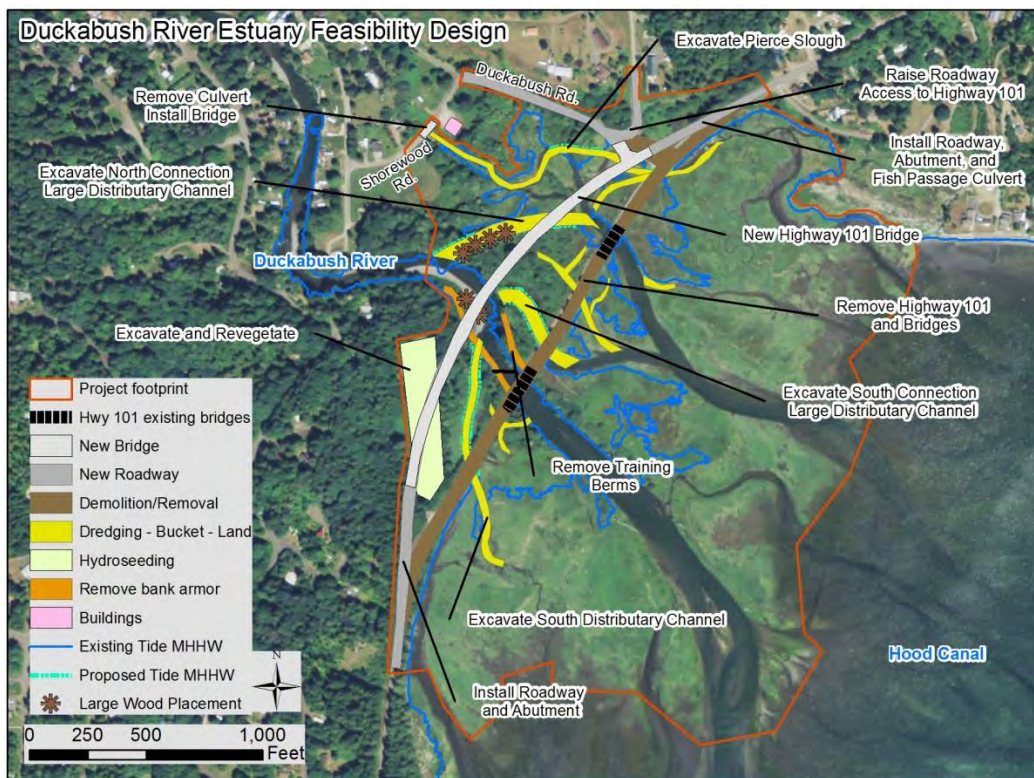 Duckabush River Estuary Feasibility Design
Excavate Pierce Slough
Duckabush Rd.
Raise Roadway
Access to Highway 101
Remove Culvert
Install Bridge
Shorewood
Rd.
Install Roadway,
Abutment, and
Fish Passage Culvert
Excavate North Connection
Large Distributary Channel
New Highway 101 Bridge
Duckabush River
Remove Highway 101
and Bridges
Excavate and Revegetate
Excavate South Connection
Large Distributary Channel
Remove Training
Berms
Excavate South Distributary Channel
Hood Canal
Install Roadway
and Abutment
Project footprint
Hwy 101 existing bridges
New Bridge
New Roadway
Demolition/Removal
Dredging - Bucket - Land
Hydroseeding
Remove bank armor
Buildings
Existing Tide MHHW
Proposed Tide MHHW
Large Wood Placement
N
0 250 500 1,000
Feet